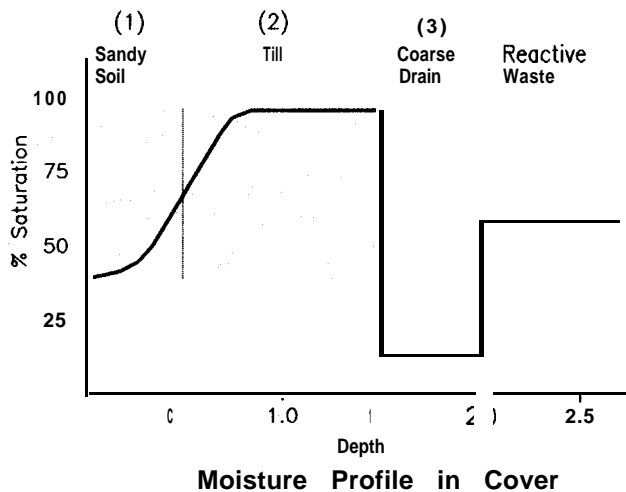 (1) (2) (3)
Sandy Soil Till Coarse Drain Reactive Waste
100
75
50
25
% Saturation
1.0 2.5
Depth
Moisture Profile in Cover